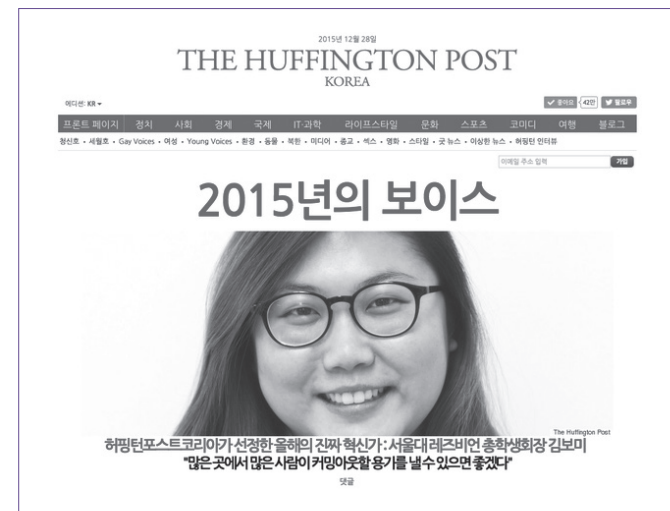 2015년 12월 28일
THE HUFFINGTON POST
KOREA
에디션: KR
좋아요 42만 팔로우
프론트 페이지 정치 사회 경제 국제 IT·과학 라이프스타일 문화 스포츠 코미디 여행 블로그
정신호 • 세월호 • Gay Voices • 여성 • Young Voices • 환경 • 동물 • 북한 • 미디어 • 종교 • 섹스 • 영화 • 스타일 • 굿 뉴스 • 이상한 뉴스 • 허핑턴 인터뷰
이메일 주소 입력 가입
2015년의 보이스
The Huffington Post
허핑턴포스트코리아가 선정한 올해의 진짜 혁신가 : 서울대 레즈비언 총학생회장 김보미
"많은 곳에서 많은 사람이 커밍아웃할 용기를 낼 수 있으면 좋겠다"
댓글